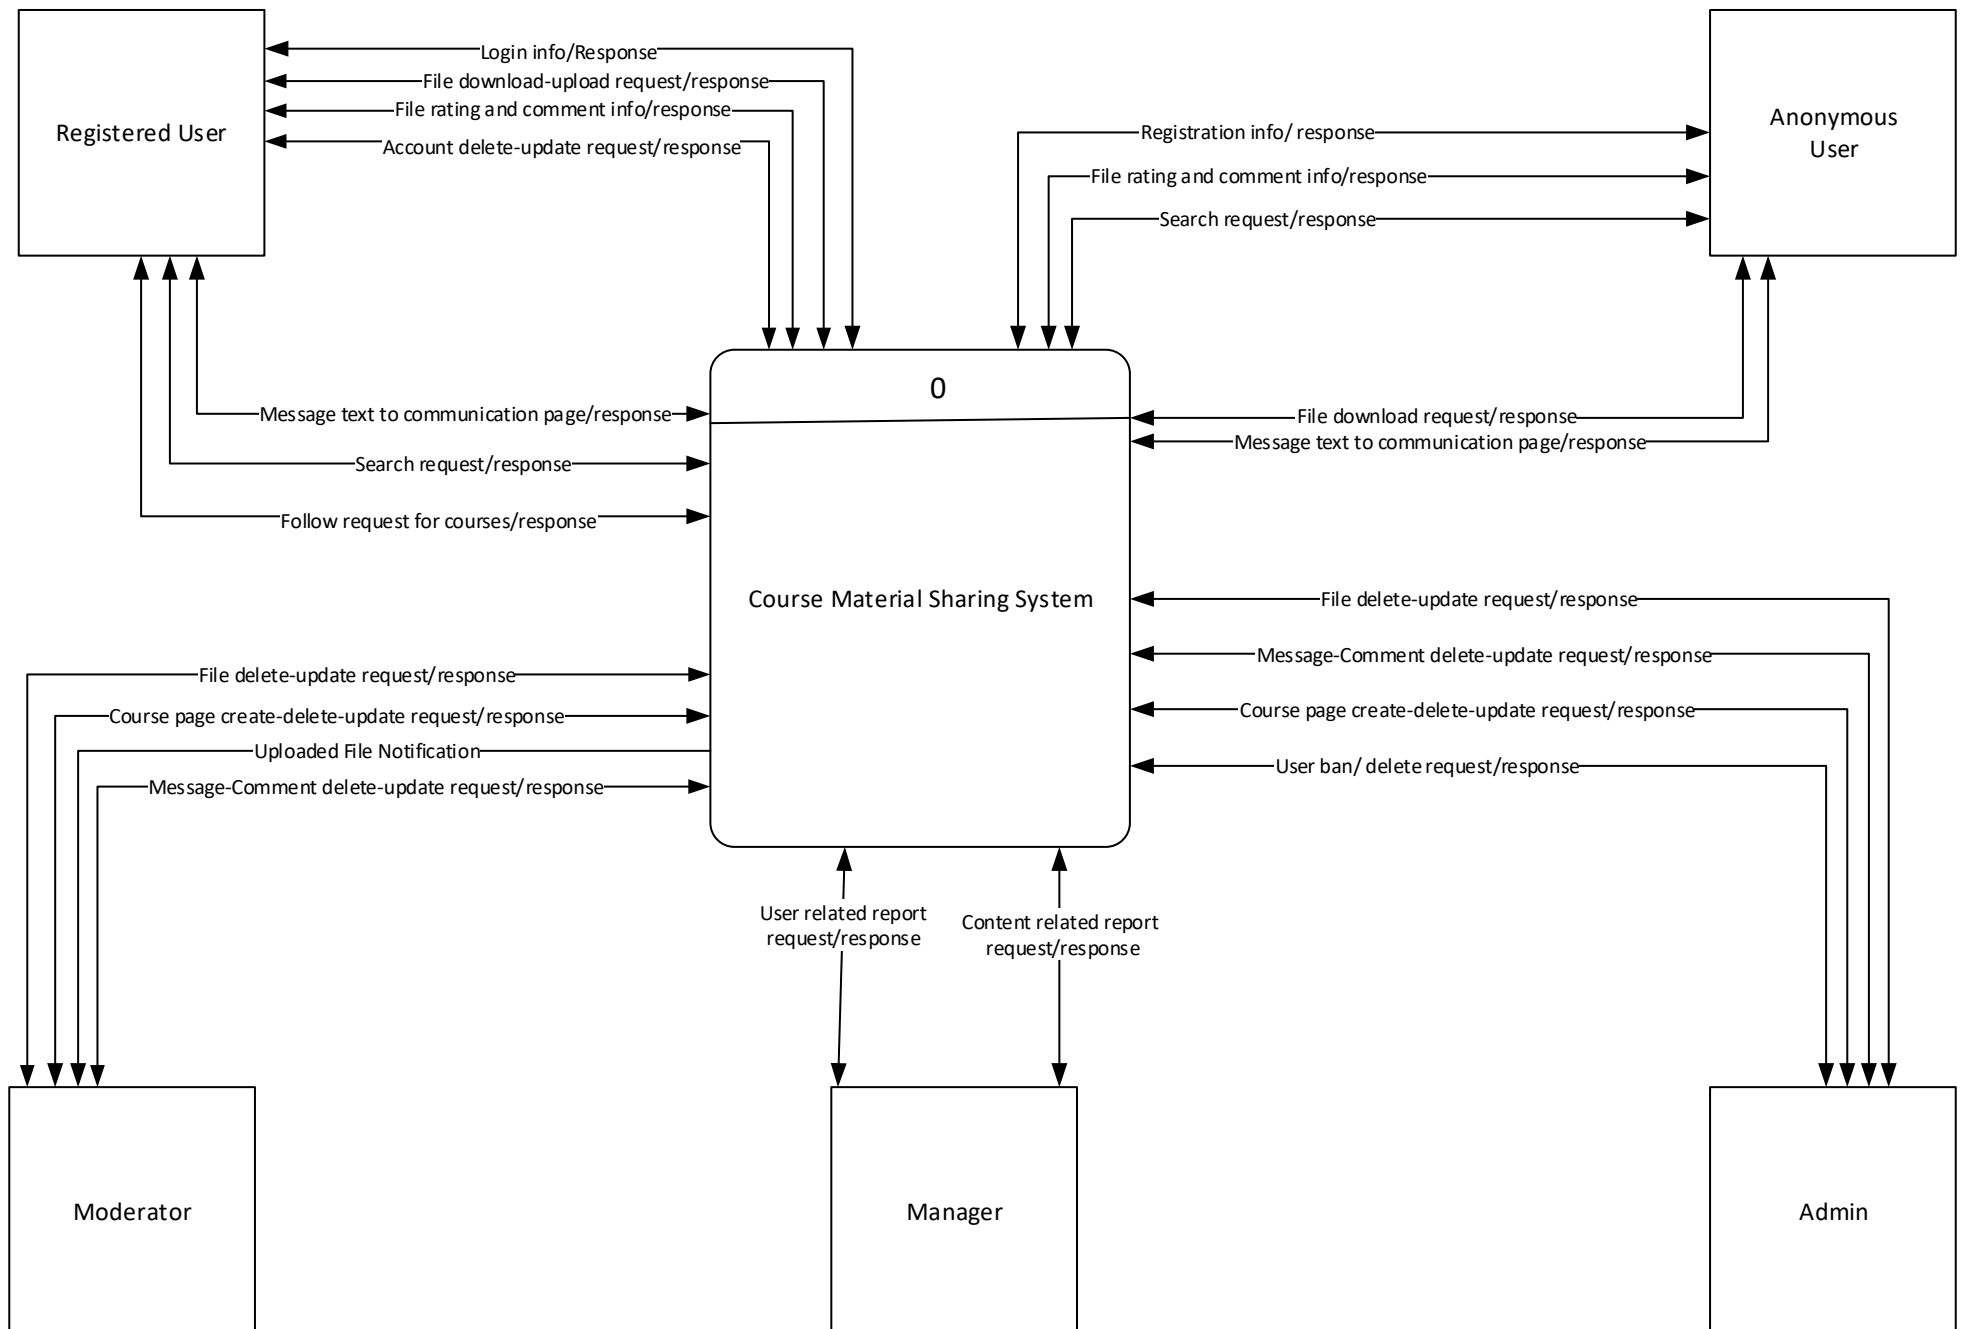 Login info/Response
File download-upload request/response
File rating and comment info/response
Account delete-update request/response
Registered User
Registration info/ response
File rating and comment info/response
Search request/response
Anonymous
User
0
Message text to communication page/response
Search request/response
Follow request for courses/response
File download request/response
Message text to communication page/response
Course Material Sharing System
File delete-update request/response
Message-Comment delete-update request/response
Course page create-delete-update request/response
User ban/ delete request/response
File delete-update request/response
Course page create-delete-update request/response
Uploaded File Notification
Message-Comment delete-update request/response
User related report
request/response
Content related report
request/response
Moderator
Manager
Admin